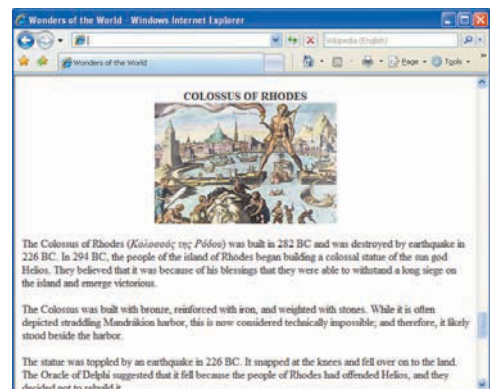 Wonders of the World - Windows Internet Explorer
Wikipedia (English)
Wonders of the World
Page
Tools
COLOSSUS OF RHODES
The Colossus of Rhodes (Κολοσσός της Ρόδου) was built in 282 BC and was destroyed by earthquake in
226 BC. In 294 BC, the people of the island of Rhodes began building a colossal statue of the sun god
Helios. They believed that it was because of his blessings that they were able to withstand a long siege on
the island and emerge victorious.
The Colossus was built with bronze, reinforced with iron, and weighted with stones. While it is often
depicted straddling Mandrákion harbor, this is now considered technically impossible; and therefore, it likely
stood beside the harbor.
The statue was toppled by an earthquake in 226 BC. It snapped at the knees and fell over on to the land.
The Oracle of Delphi suggested that it fell because the people of Rhodes had offended Helios, and they
decided not to rebuild it.